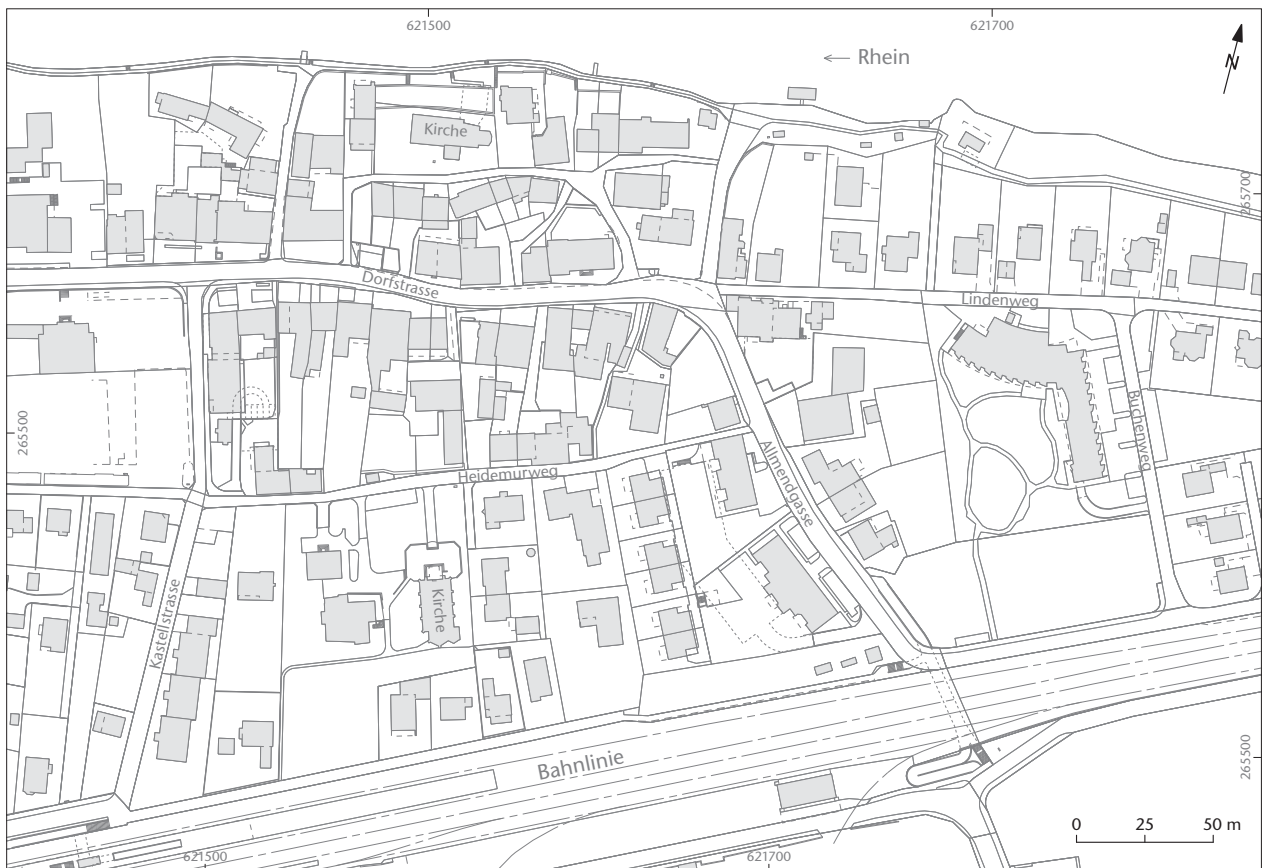 621500
621700
← Rhein
N
Kirche
265700
Dorfstrasse
Lindenweg
Buchenweg
265500
Heidemurweg
Allmendgasse
Kastellstrasse
Kirche
Bahnlinie
265500
0 25 50 m
621500
621700